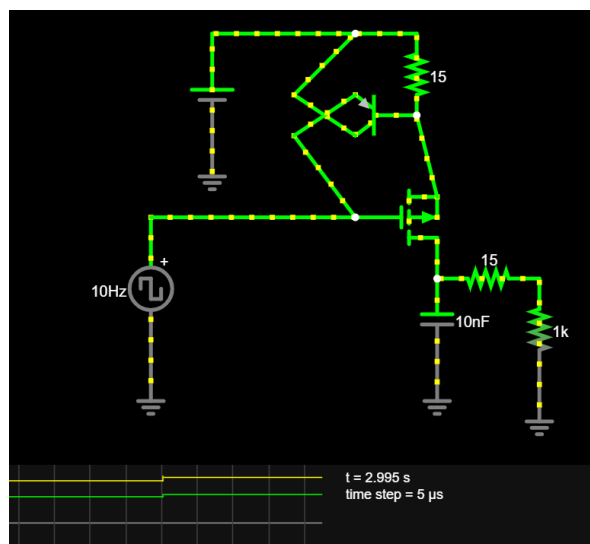 15
+
10Hz
15
10nF
1k
t = 2.995 s
time step = 5 μs